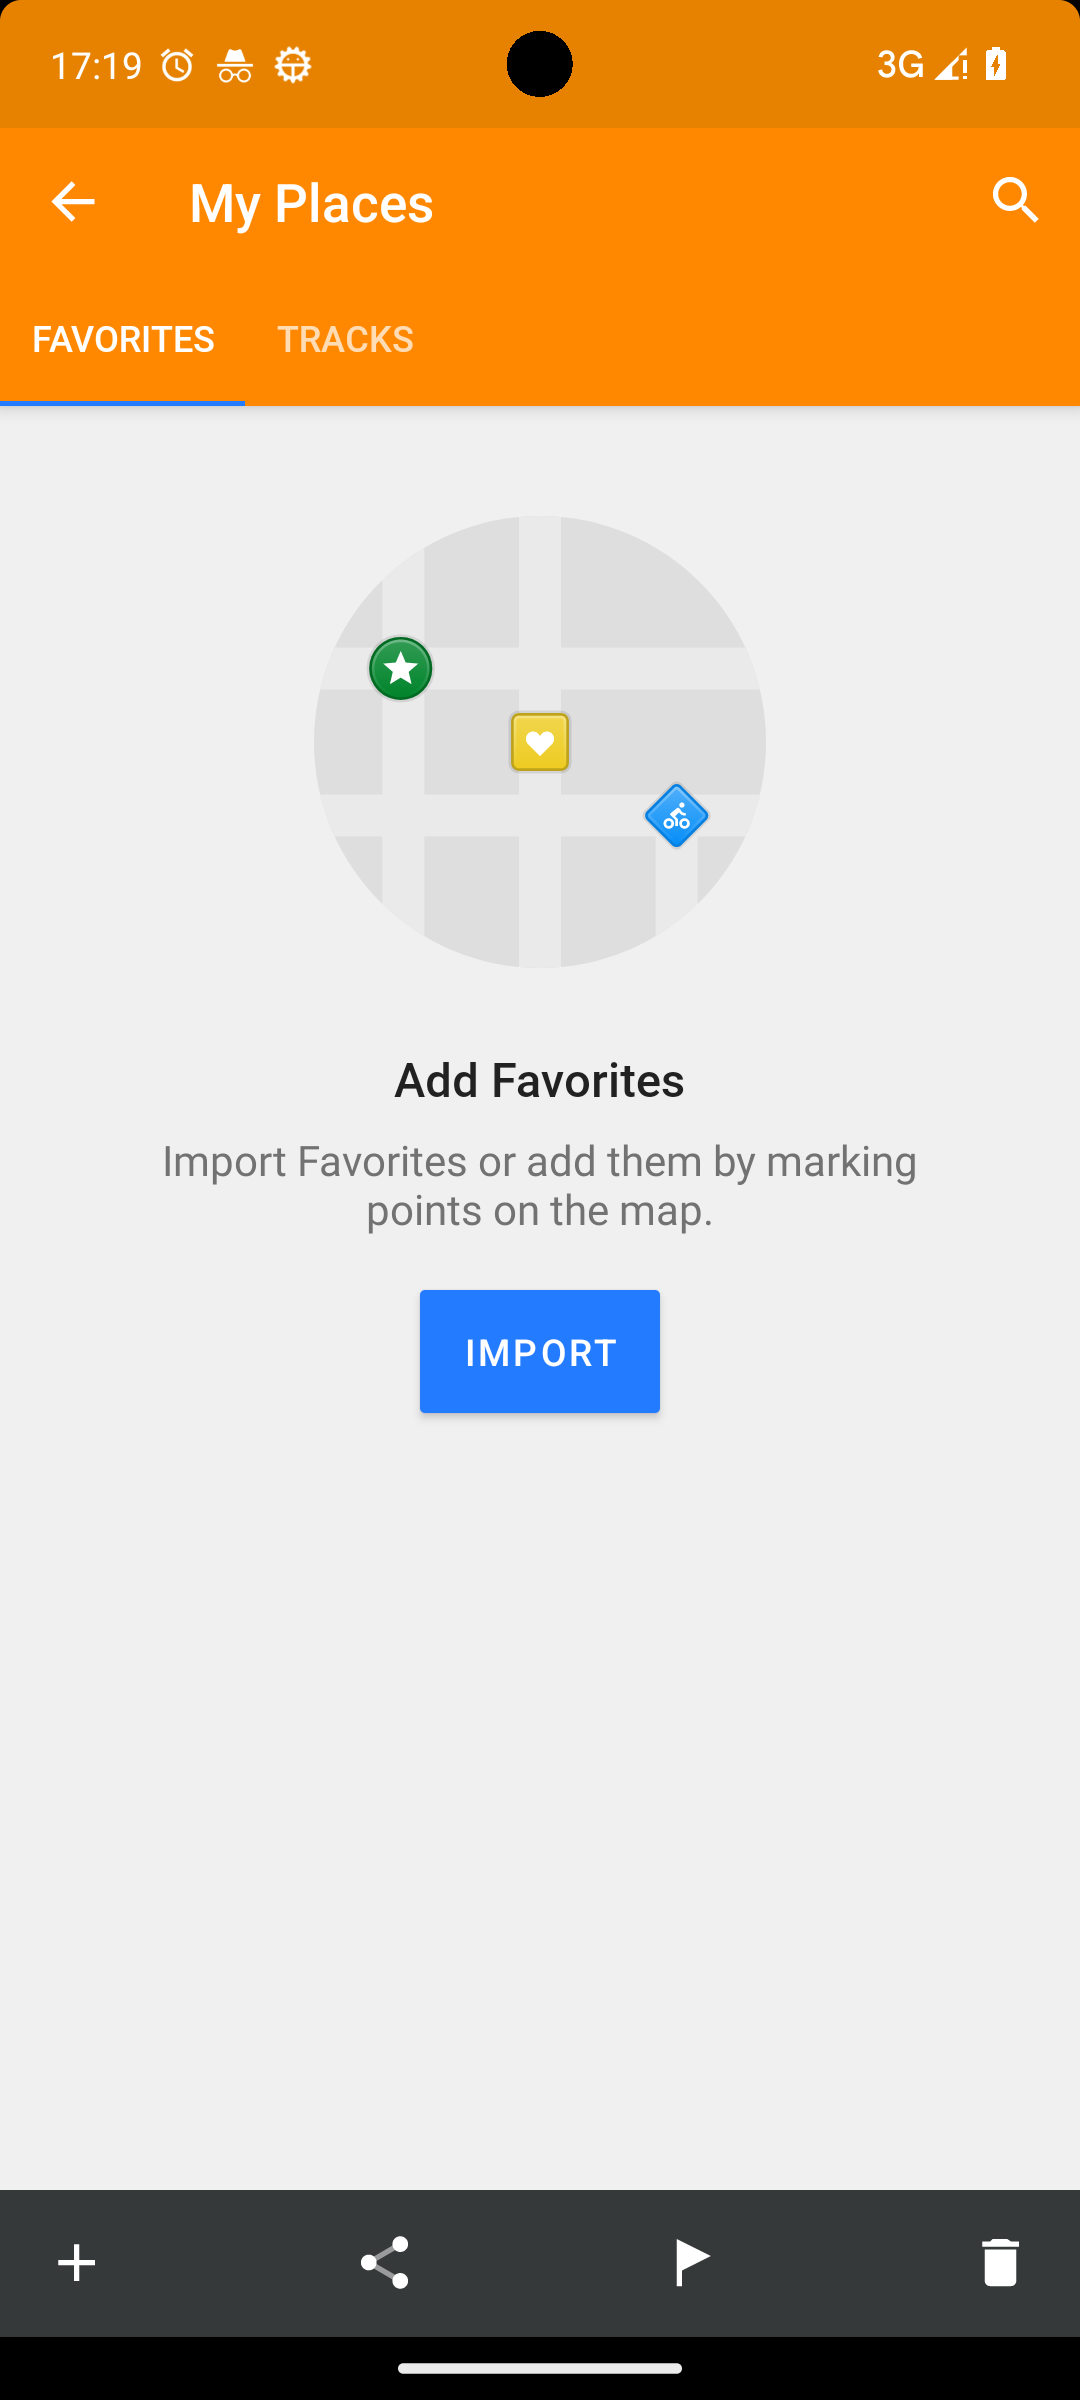 17:19
3G
My Places
FAVORITES
TRACKS
Add Favorites
Import Favorites or add them by marking
points on the map.
IMPORT